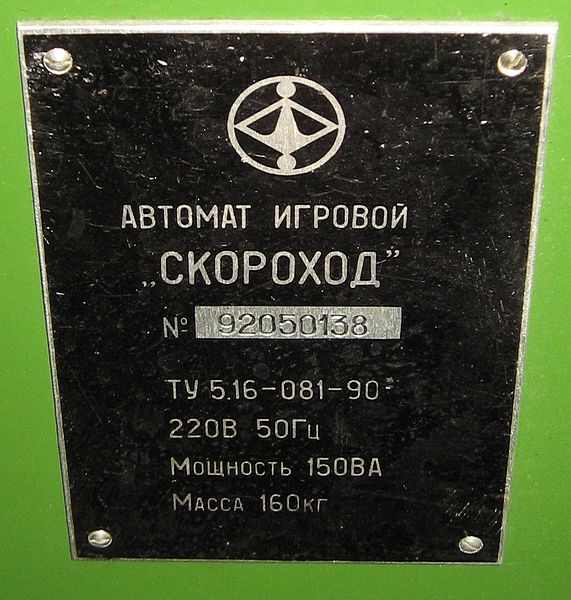 АВТОМАТ ИГРОВОЙ
„СКОРОХОД”
№ 92050138
ТУ 5.16-081-90
220В 50Гц
Мощность 150ВА
Масса 160кг